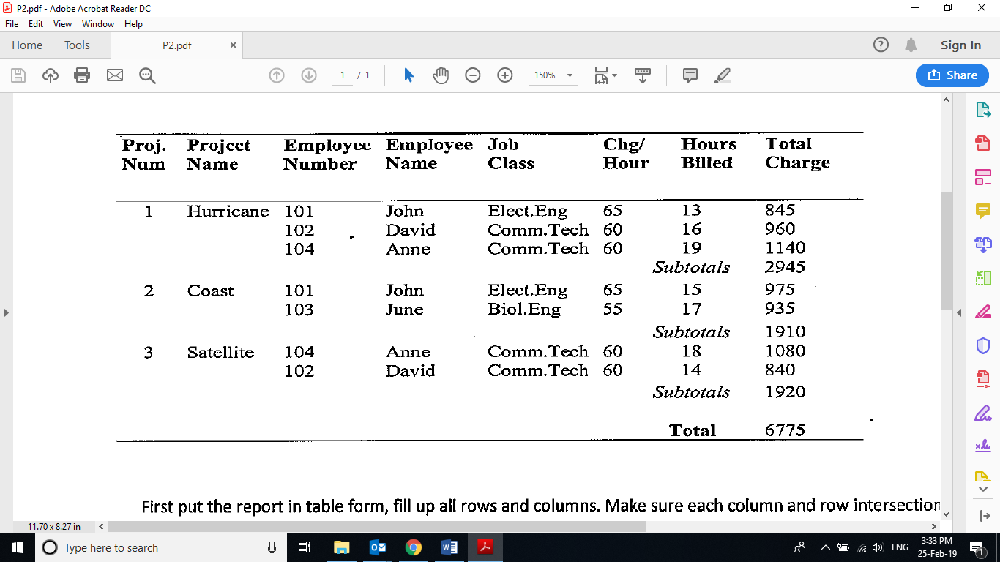 P2.pdf - Adobe Acrobat Reader DC
File Edit View Window Help
Home Tools P2.pdf × Sign In
1 / 1 150% Share
Proj. Project Employee Employee Job Chg/ Hours Total
Num Name Number Name Class Hour Billed Charge
1 Hurricane 101 John Elect.Eng 65 13 845
102 David Comm.Tech 60 16 960
104 Anne Comm.Tech 60 19 1140
Subtotals 2945
2 Coast 101 John Elect.Eng 65 15 975
103 June Biol.Eng 55 17 935
Subtotals 1910
3 Satellite 104 Anne Comm.Tech 60 18 1080
102 David Comm.Tech 60 14 840
Subtotals 1920
Total 6775
First put the report in table form, fill up all rows and columns. Make sure each column and row intersection
11.70 x 8.27 in
Type here to search ENG 3:33 PM
25-Feb-19 1